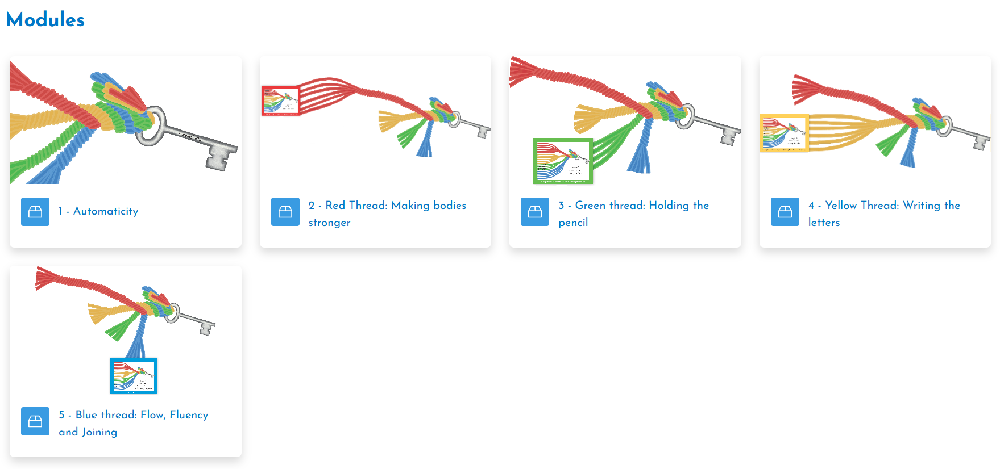 Modules
Automaticity
1 - Automaticity
2 - Red Thread: Making bodies
stronger
3 - Green thread: Holding the
pencil
4 - Yellow Thread: Writing the
letters
5 - Blue thread: Flow, Fluency
and Joining